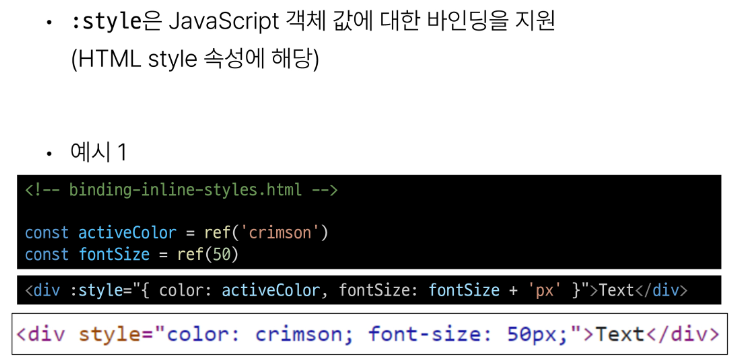 • :style은 JavaScript 객체 값에 대한 바인딩을 지원
(HTML style 속성에 해당)
• 예시 1
<!-- binding-inline-styles.html -->
const activeColor = ref('crimson')
const fontSize = ref(50)
<div :style="{ color: activeColor, fontSize: fontSize + 'px' }">Text</div>
<div style="color: crimson; font-size: 50px;">Text</div>